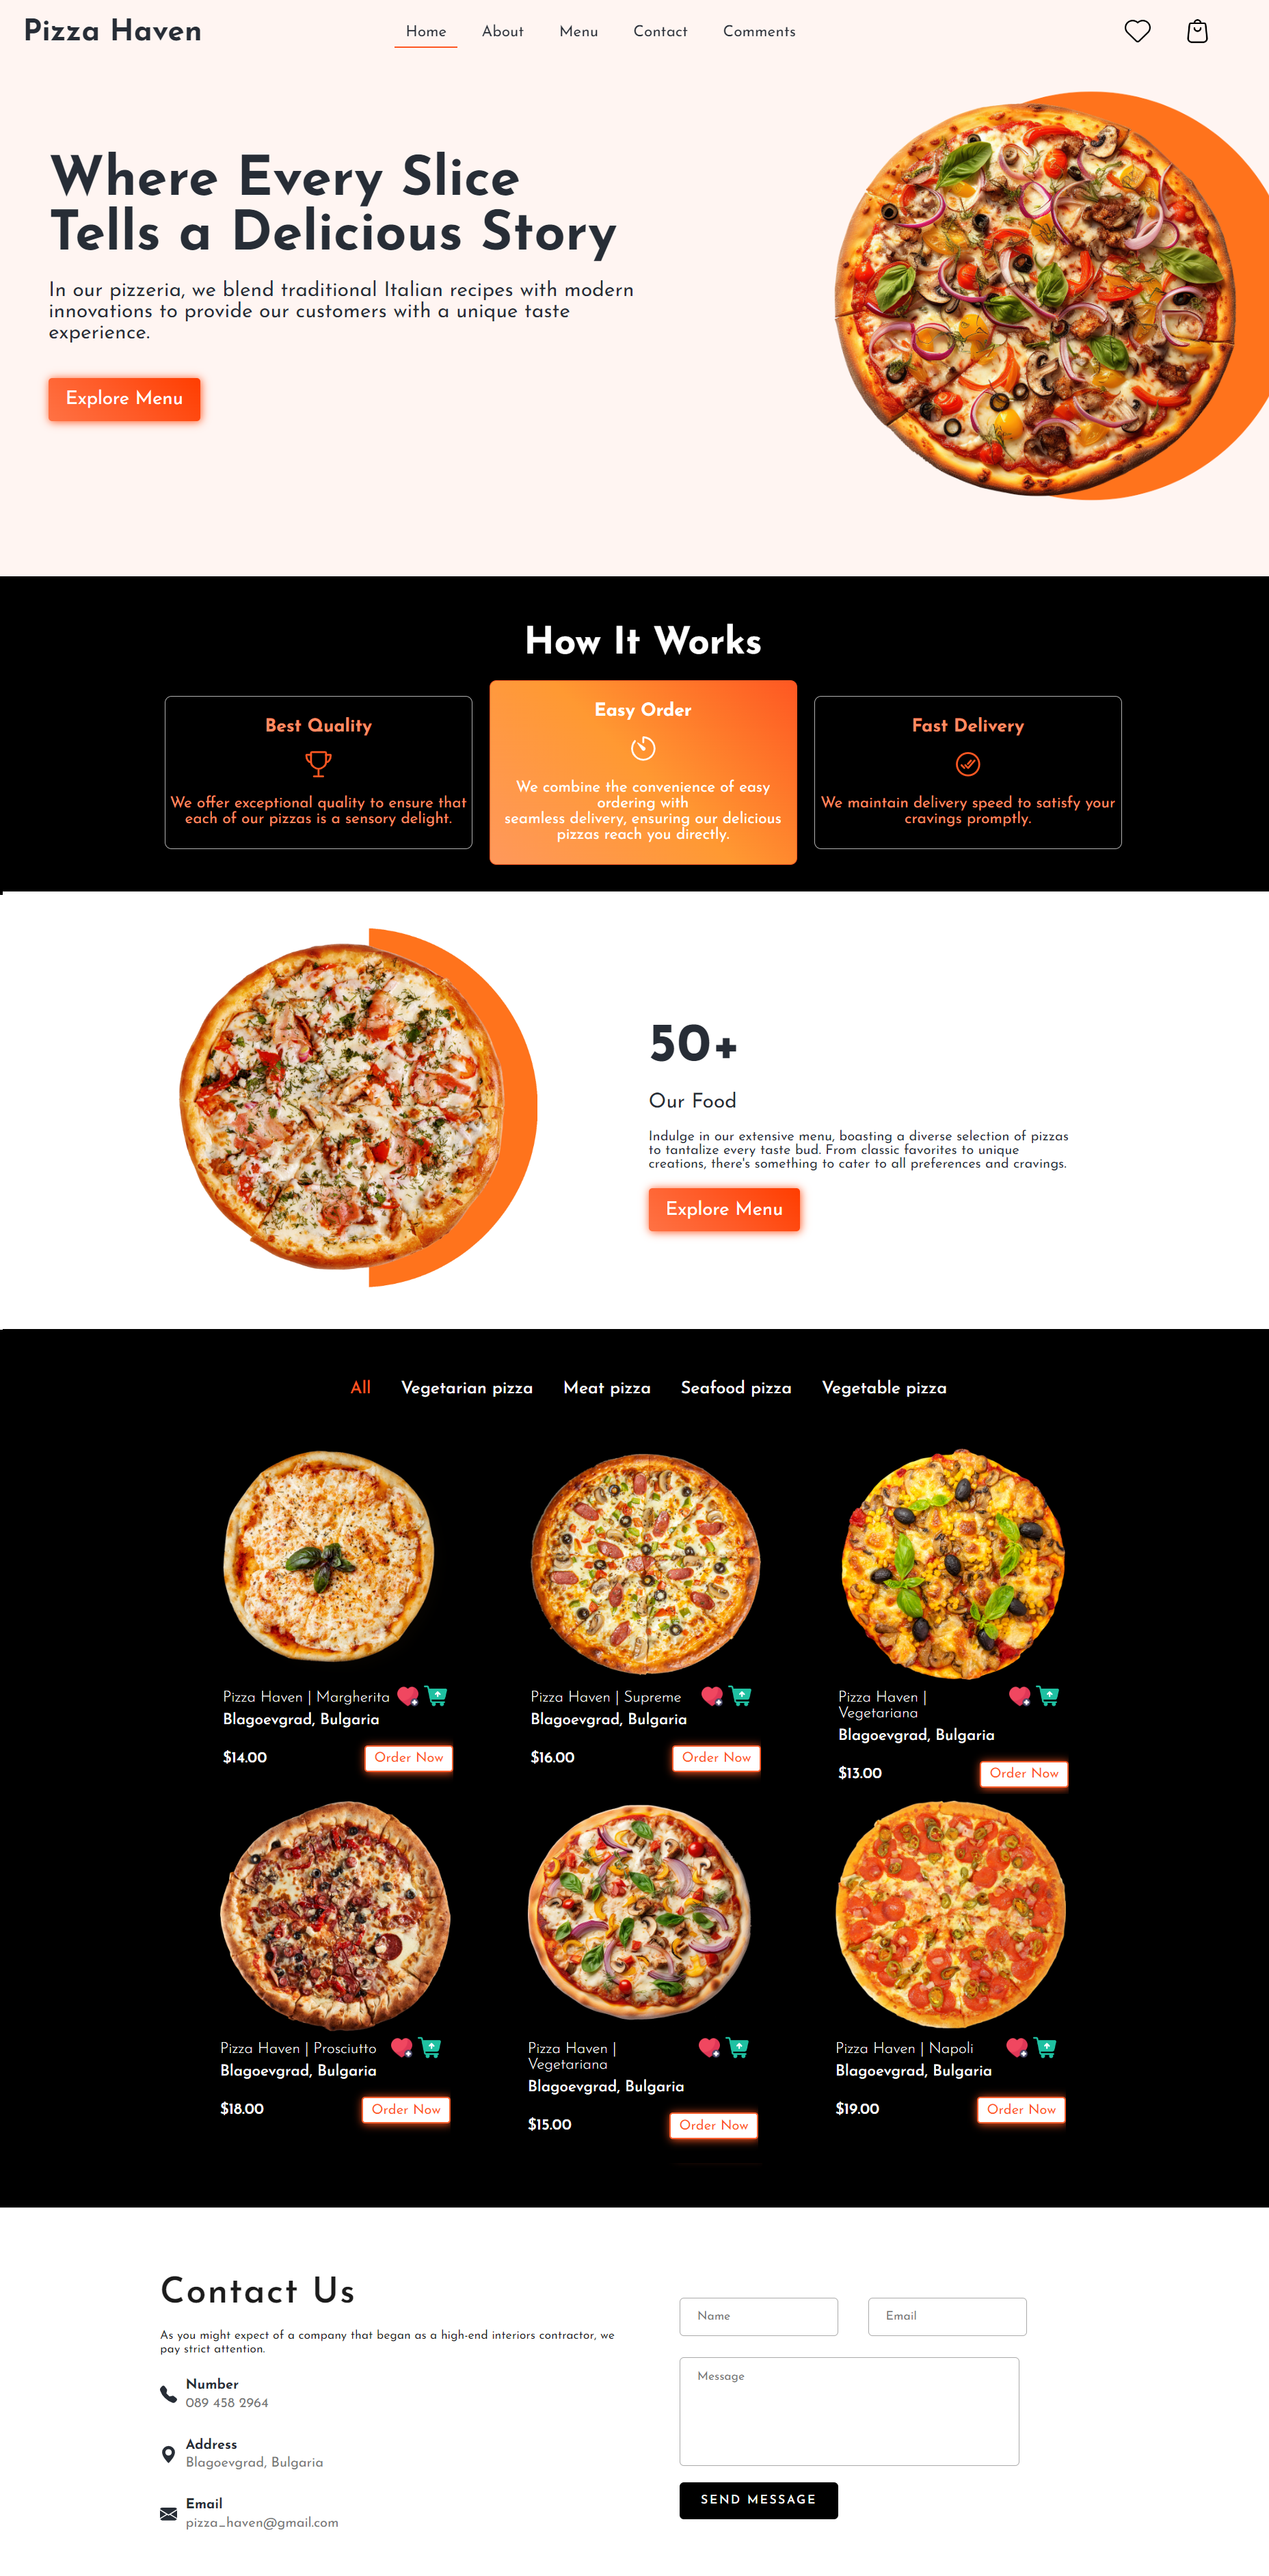 Pizza Haven
Home
About
Menu
Contact
Comments
Where Every Slice
Tells a Delicious Story
In our pizzeria, we blend traditional Italian recipes with modern
innovations to provide our customers with a unique taste
experience.
Explore Menu
How It Works
Best Quality
We offer exceptional quality to ensure that
each of our pizzas is a sensory delight.
Easy Order
We combine the convenience of easy
ordering with
seamless delivery, ensuring our delicious
pizzas reach you directly.
Fast Delivery
We maintain delivery speed to satisfy your
cravings promptly.
50+
Our Food
Indulge in our extensive menu, boasting a diverse selection of pizzas
to tantalize every taste bud. From classic favorites to unique
creations, there's something to cater to all preferences and cravings.
Explore Menu
All
Vegetarian pizza
Meat pizza
Seafood pizza
Vegetable pizza
Pizza Haven | Margherita
Blagoevgrad, Bulgaria
$14.00
Order Now
Pizza Haven | Supreme
Blagoevgrad, Bulgaria
$16.00
Order Now
Pizza Haven |
Vegetariana
Blagoevgrad, Bulgaria
$13.00
Order Now
Pizza Haven | Prosciutto
Blagoevgrad, Bulgaria
$18.00
Order Now
Pizza Haven |
Vegetariana
Blagoevgrad, Bulgaria
$15.00
Order Now
Pizza Haven | Napoli
Blagoevgrad, Bulgaria
$19.00
Order Now
Contact Us
As you might expect of a company that began as a high-end interiors contractor, we
pay strict attention.
Number
089 458 2964
Address
Blagoevgrad, Bulgaria
Email
pizza_haven@gmail.com
Name
Email
Message
SEND MESSAGE